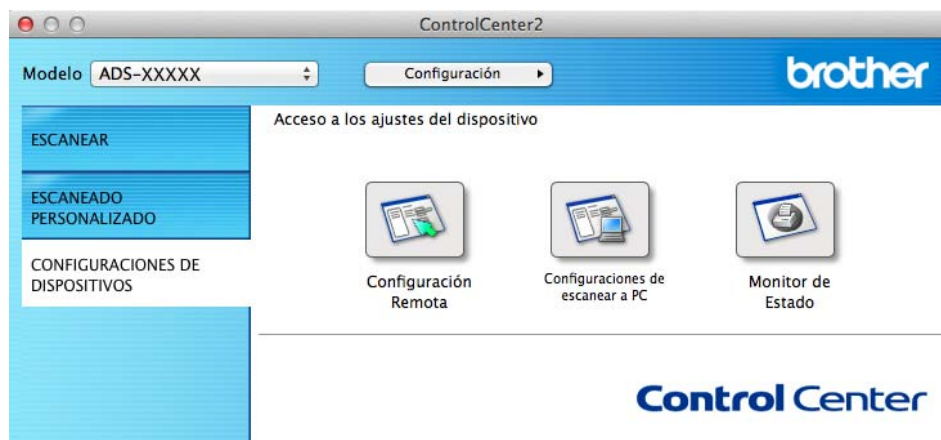 ControlCenter2
Modelo ADS-XXXXX Configuración brother
Acceso a los ajustes del dispositivo
ESCANEAR
ESCANEADO
PERSONALIZADO
CONFIGURACIONES DE
DISPOSITIVOS
Configuración
Remota
Configuraciones de
escanear a PC
Monitor de
Estado
Control Center